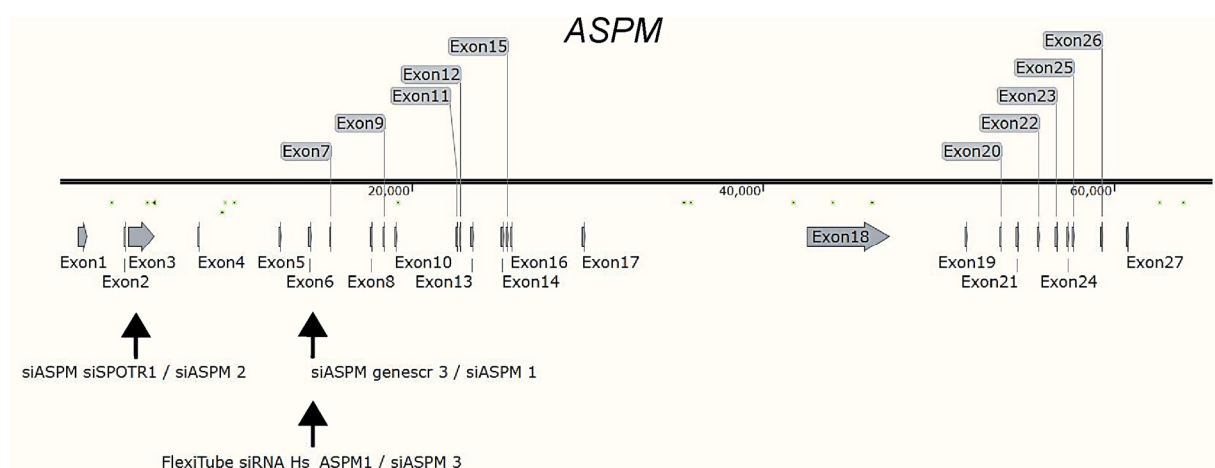 ASPM
Exon15
Exon26
Exon12
Exon25
Exon11
Exon23
Exon9
Exon22
Exon7
Exon20
20,000
40,000
60,000
Exon18
Exon1
Exon3
Exon4
Exon5
Exon10
Exon16
Exon17
Exon19
Exon27
Exon2
Exon6
Exon8
Exon13
Exon14
Exon21
Exon24
siASPM siSPOTR1 / siASPM 2
siASPM genescr 3 / siASPM 1
FlexiTube siRNA Hs_ASPM1 / siASPM 3